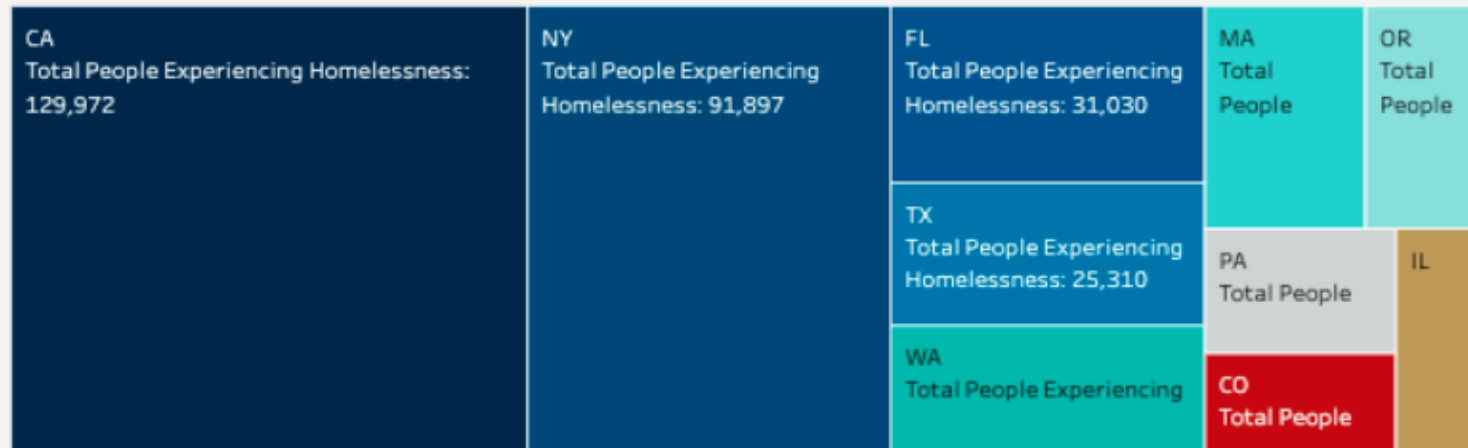 CA
Total People Experiencing Homelessness:
129,972
NY
Total People Experiencing
Homelessness: 91,897
FL
Total People Experiencing
Homelessness: 31,030
TX
Total People Experiencing
Homelessness: 25,310
WA
Total People Experiencing
MA
Total
People
OR
Total
People
PA
Total People
IL
CO
Total People